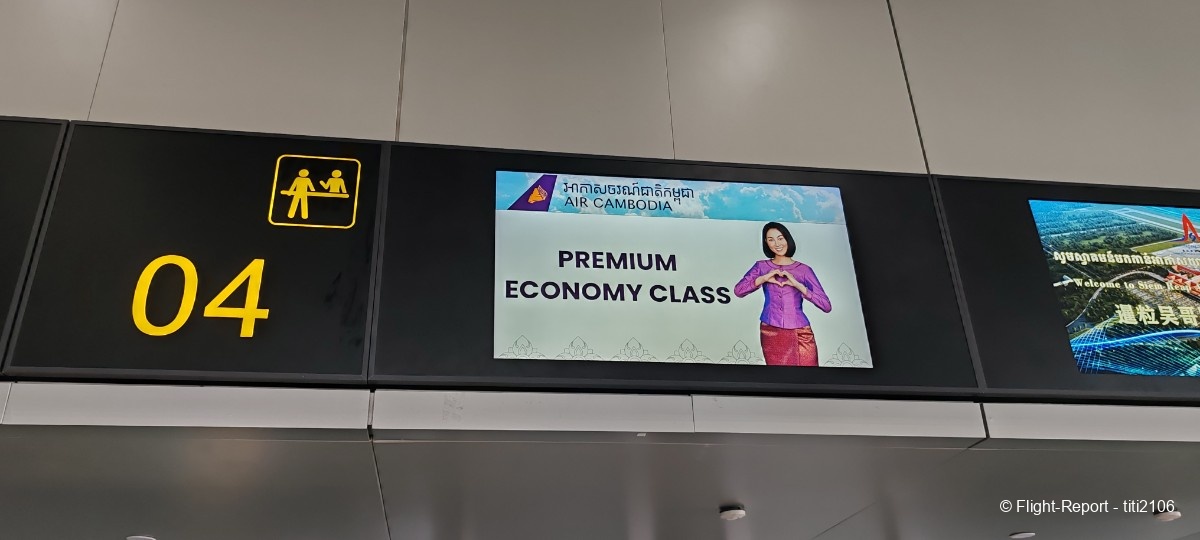 04
អាកាសចរណ៍ជាតិកម្ពុជា
AIR CAMBODIA
PREMIUM
ECONOMY CLASS
Welcome to Siem
© Flight-Report - titi2106